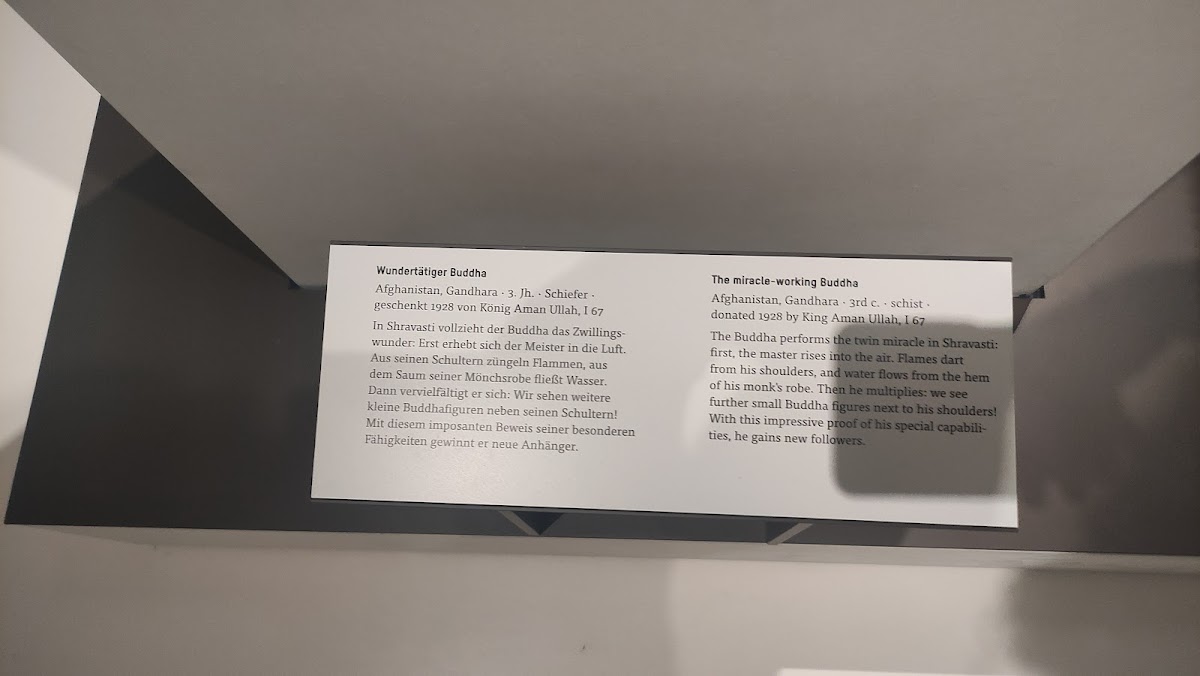 Wundertätiger Buddha
Afghanistan, Gandhara · 3. Jh. · Schiefer ·
geschenkt 1928 von König Aman Ullah, I 67
In Shravasti vollzieht der Buddha das Zwillings-
wunder: Erst erhebt sich der Meister in die Luft.
Aus seinen Schultern züngeln Flammen, aus
dem Saum seiner Mönchsrobe fließt Wasser.
Dann vervielfältigt er sich: Wir sehen weitere
kleine Buddhafiguren neben seinen Schultern!
Mit diesem imposanten Beweis seiner besonderen
Fähigkeiten gewinnt er neue Anhänger.
The miracle-working Buddha
Afghanistan, Gandhara · 3rd c. · schist ·
donated 1928 by King Aman Ullah, I 67
The Buddha performs the twin miracle in Shravasti:
first, the master rises into the air. Flames dart
from his shoulders, and water flows from the hem
of his monk's robe. Then he multiplies: we see
further small Buddha figures next to his shoulders!
With this impressive proof of his special capabili-
ties, he gains new followers.